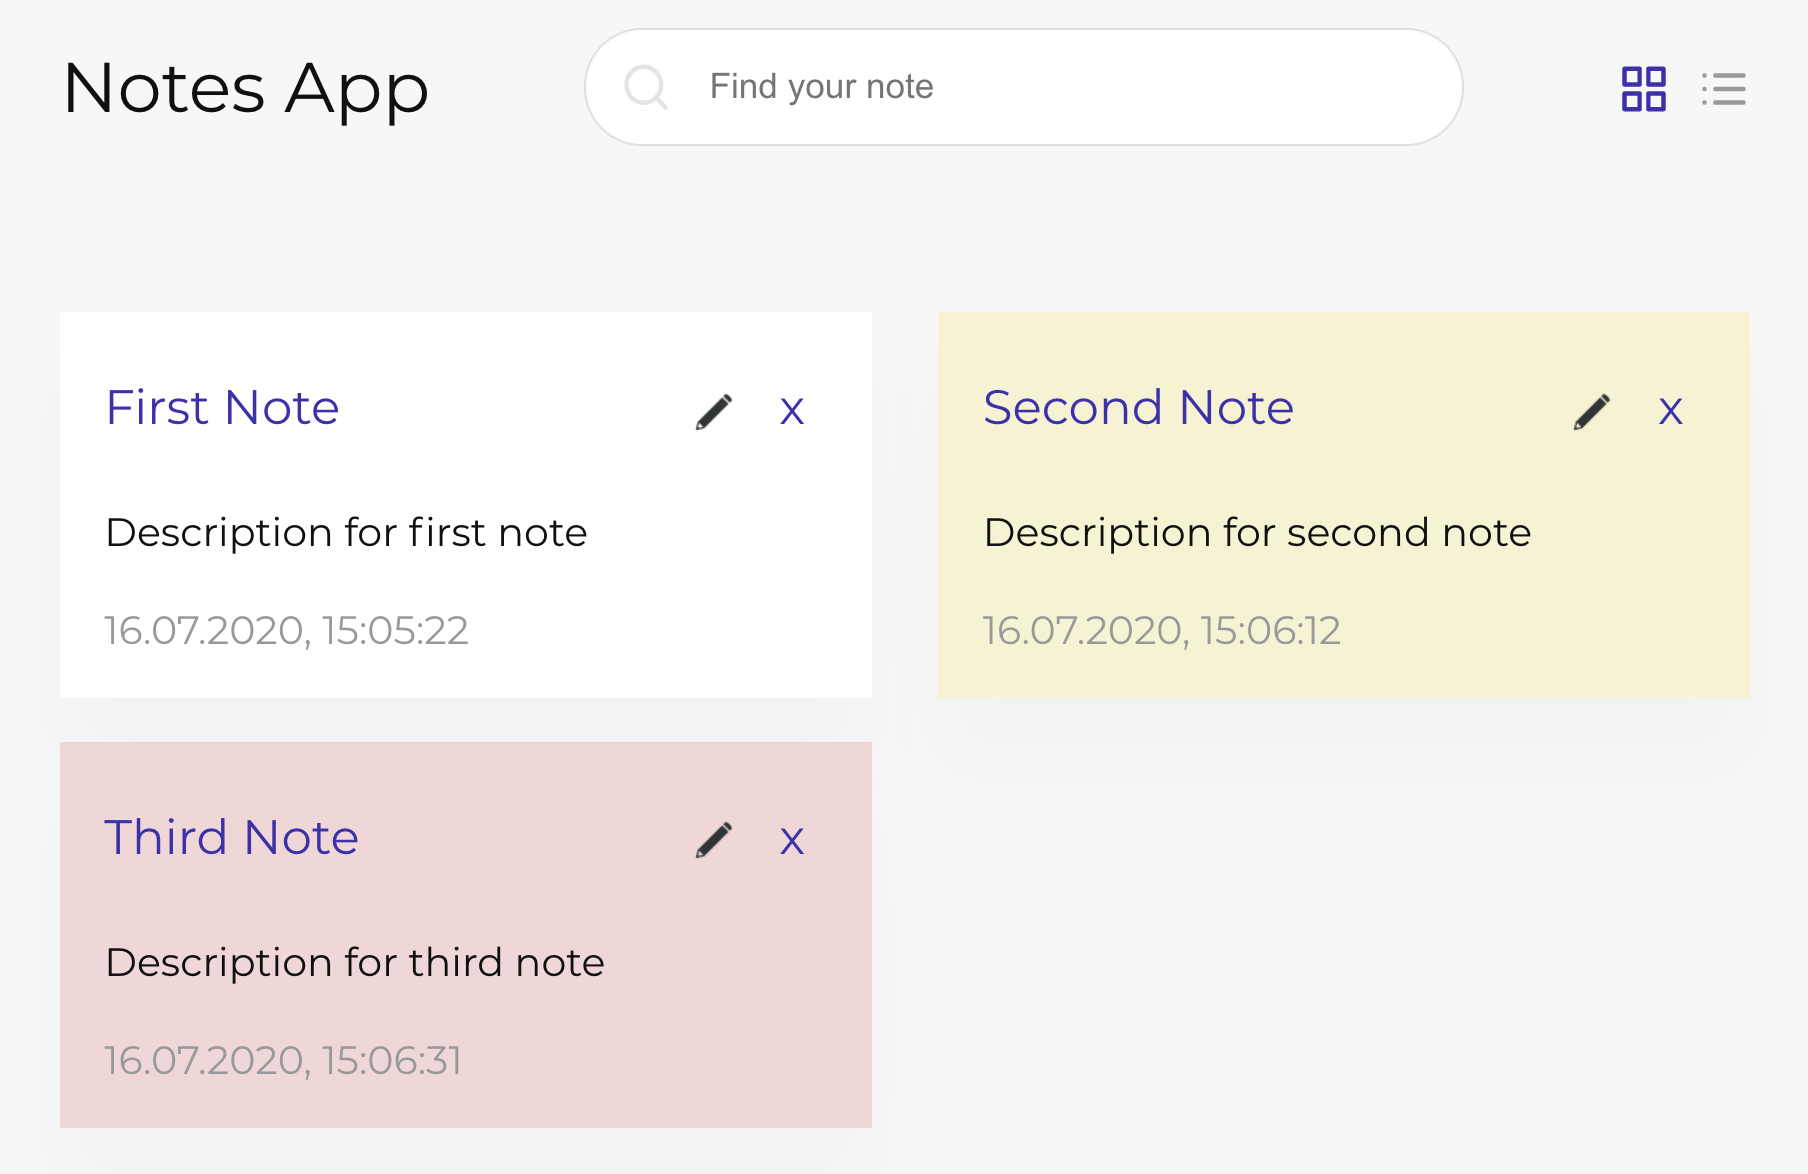 Notes App
Find your note
First Note
x
Description for first note
16.07.2020, 15:05:22
Second Note
x
Description for second note
16.07.2020, 15:06:12
Third Note
x
Description for third note
16.07.2020, 15:06:31